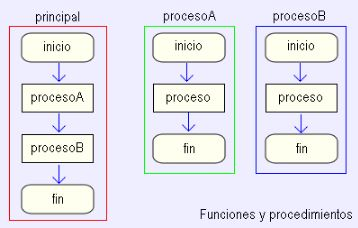 principal
inicio
procesoA
procesoB
fin
procesoA
inicio
proceso
fin
procesoB
inicio
proceso
fin
Funciones y procedimientos